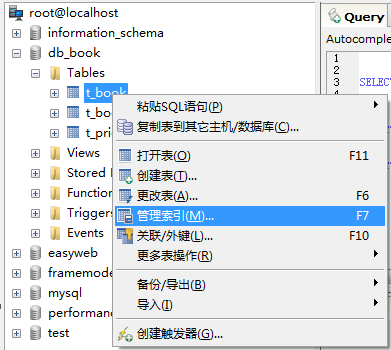 root@localhost
information_schema
db_book
Tables
t_book
t_bo
t_pri
Views
Stored
Function
Triggers
Events
easyweb
framemode
mysql
performanc
test
粘贴SQL语句(P)
复制表到其它主机/数据库(C)...
打开表(O) F11
创建表(T)...
更改表(A)... F6
管理索引(M)... F7
关联/外键(L)... F10
更多表操作(R)
备份/导出(B)
导入(I)
创建触发器(G)...
Query
Autocomple
1
2
3 SELEC
4